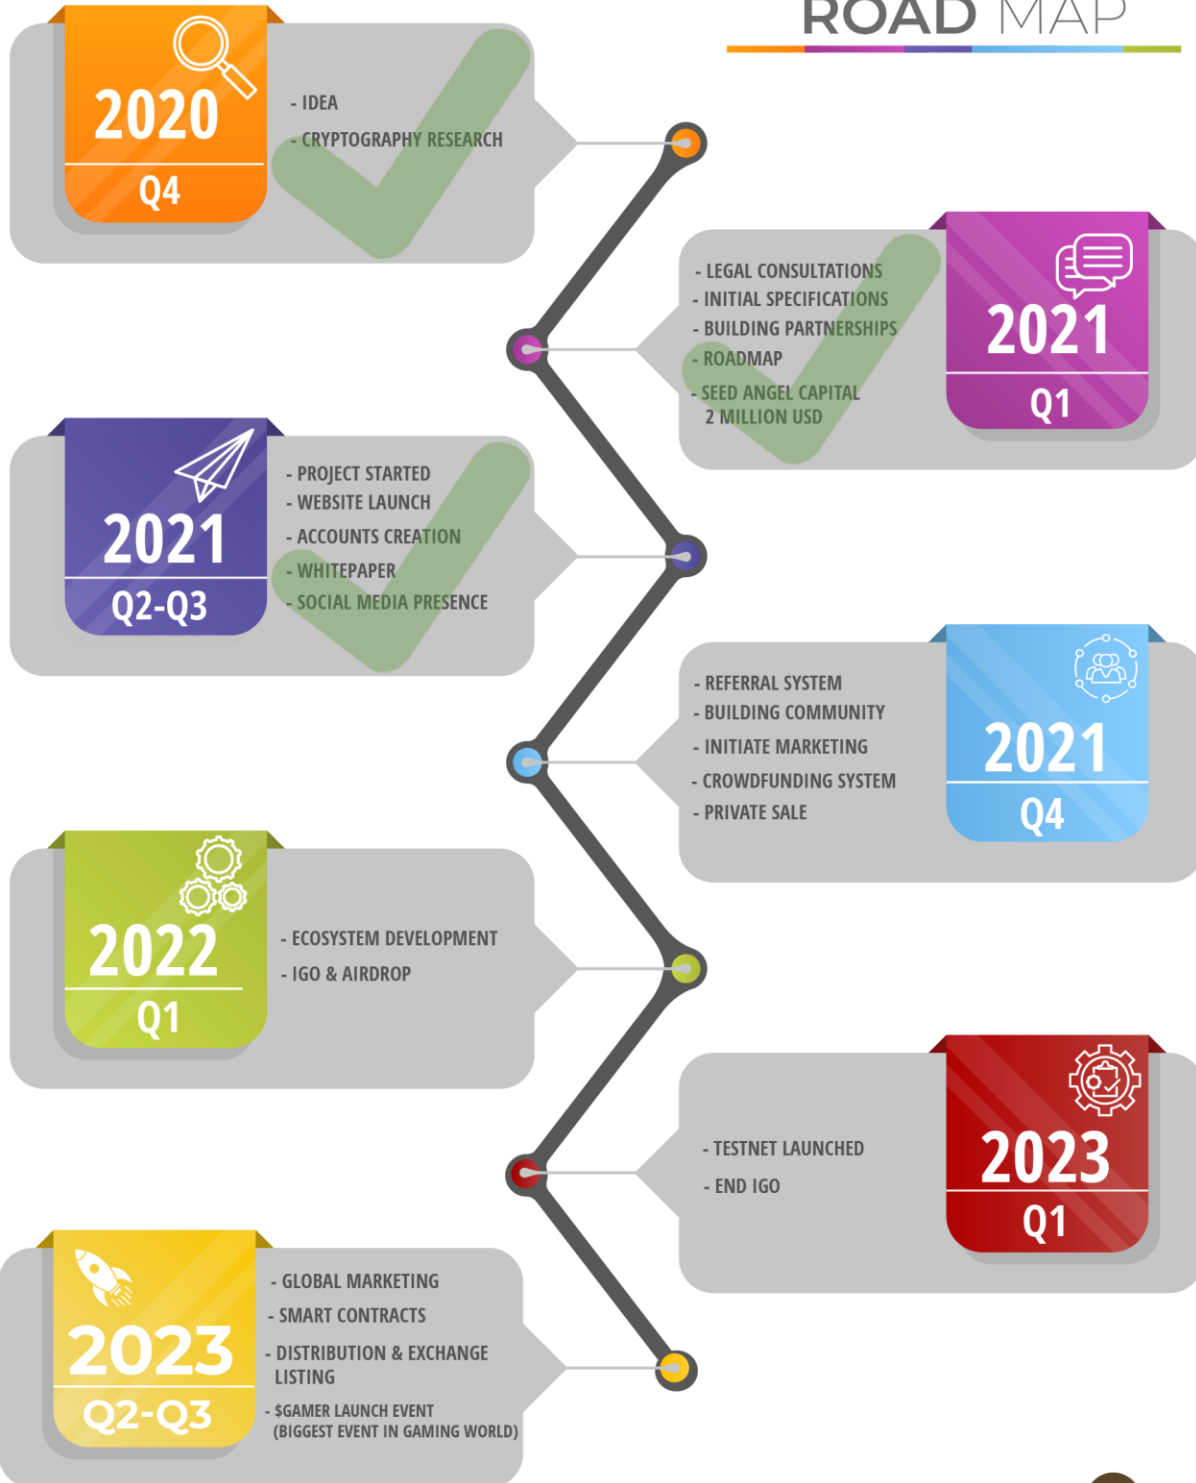 ROAD MAP
2020
Q4
- IDEA
- CRYPTOGRAPHY RESEARCH
- LEGAL CONSULTATIONS
- INITIAL SPECIFICATIONS
- BUILDING PARTNERSHIPS
- ROADMAP
- SEED ANGEL CAPITAL
2 MILLION USD
2021
Q1
2021
Q2-Q3
- PROJECT STARTED
- WEBSITE LAUNCH
- ACCOUNTS CREATION
- WHITEPAPER
- SOCIAL MEDIA PRESENCE
- REFERRAL SYSTEM
- BUILDING COMMUNITY
- INITIATE MARKETING
- CROWDFUNDING SYSTEM
- PRIVATE SALE
2021
Q4
2022
Q1
- ECOSYSTEM DEVELOPMENT
- IGO & AIRDROP
- TESTNET LAUNCHED
- END IGO
2023
Q1
2023
Q2-Q3
- GLOBAL MARKETING
- SMART CONTRACTS
- DISTRIBUTION & EXCHANGE
LISTING
- $GAMER LAUNCH EVENT
(BIGGEST EVENT IN GAMING WORLD)